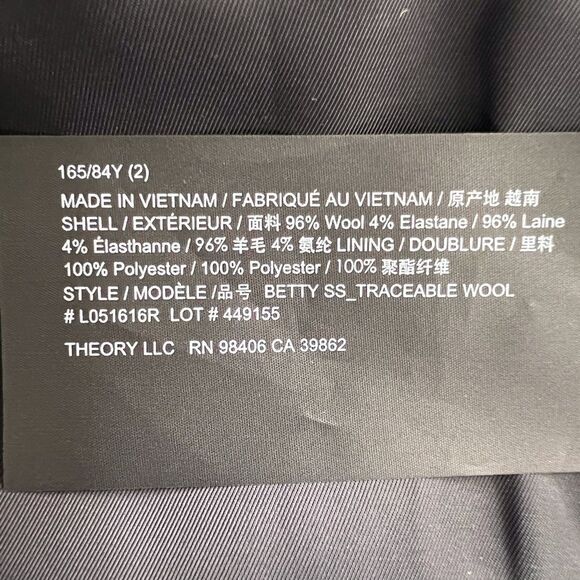 165/84Y (2)
MADE IN VIETNAM / FABRIQUÉ AU VIETNAM / 原产地 越南
SHELL / EXTÉRIEUR / 面料 96% Wool 4% Elastane / 96% Laine
4% Élasthanne / 96% 羊毛 4% 氨纶 LINING / DOUBLURE / 里料
100% Polyester / 100% Polyester / 100% 聚酯纤维
STYLE / MODÈLE /品号 BETTY SS_TRACEABLE WOOL
# L051616R LOT # 449155
THEORY LLC RN 98406 CA 39862